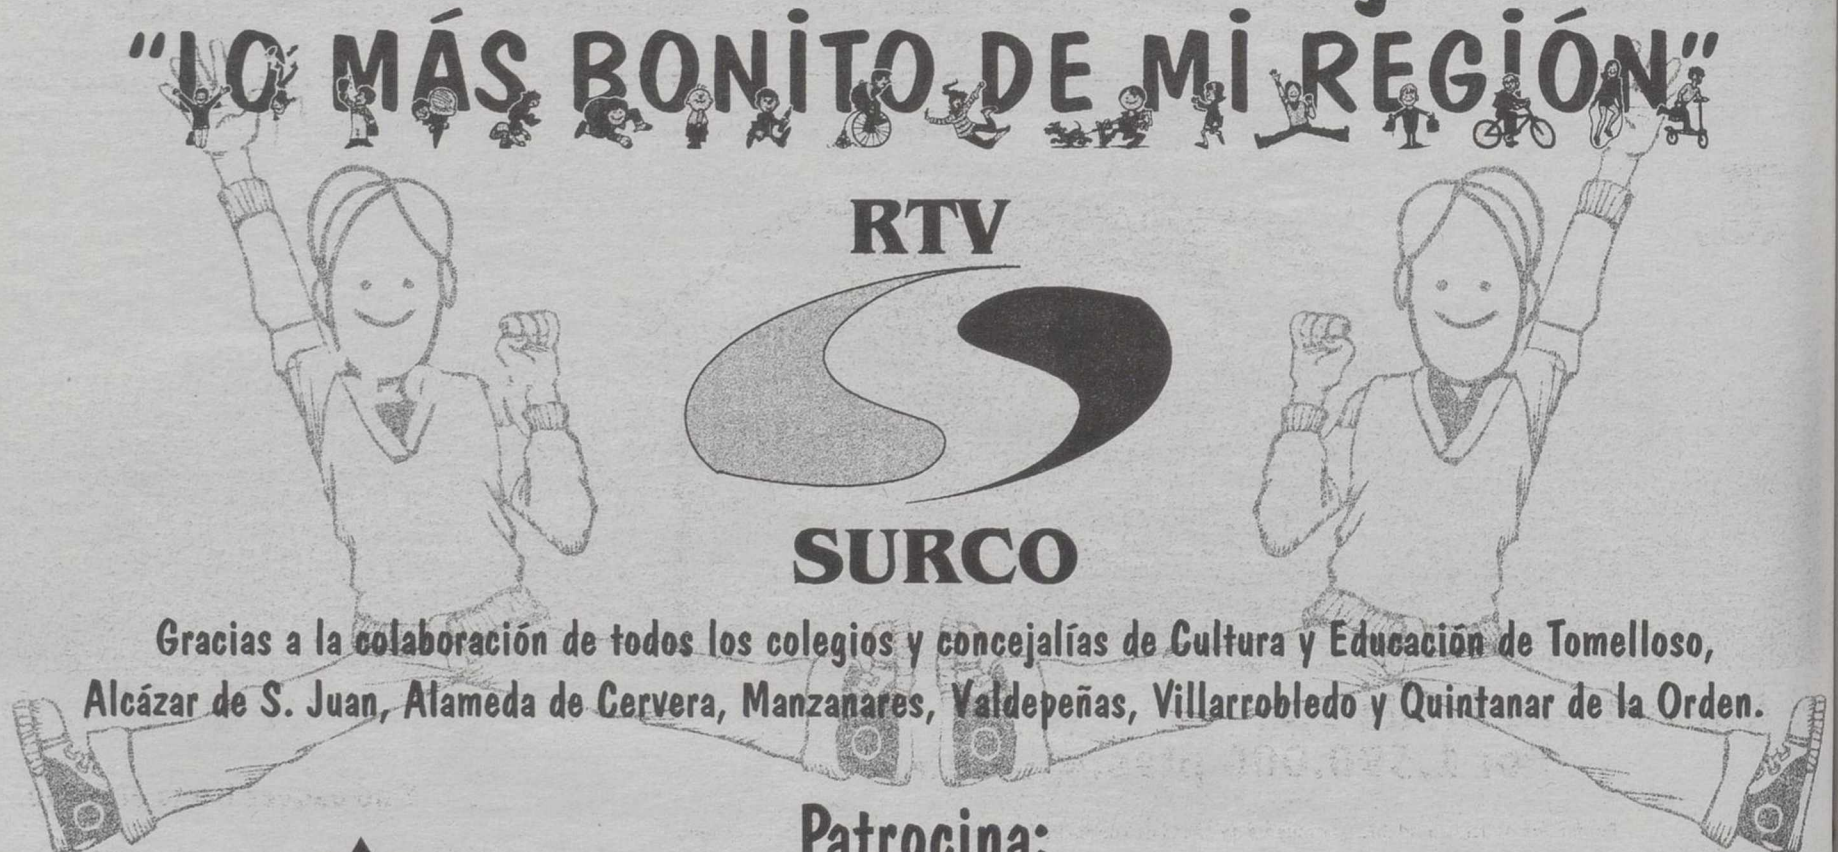 "LO MÁS BONITO DE MI REGIÓN"
RTV
SURCO
Gracias a la colaboración de todos los colegios y concejalías de Cultura y Educación de Tomelloso,
Alcázar de S. Juan, Alameda de Cervera, Manzanares, Valdepeñas, Villarrobledo y Quintanar de la Orden.
Patrocina: